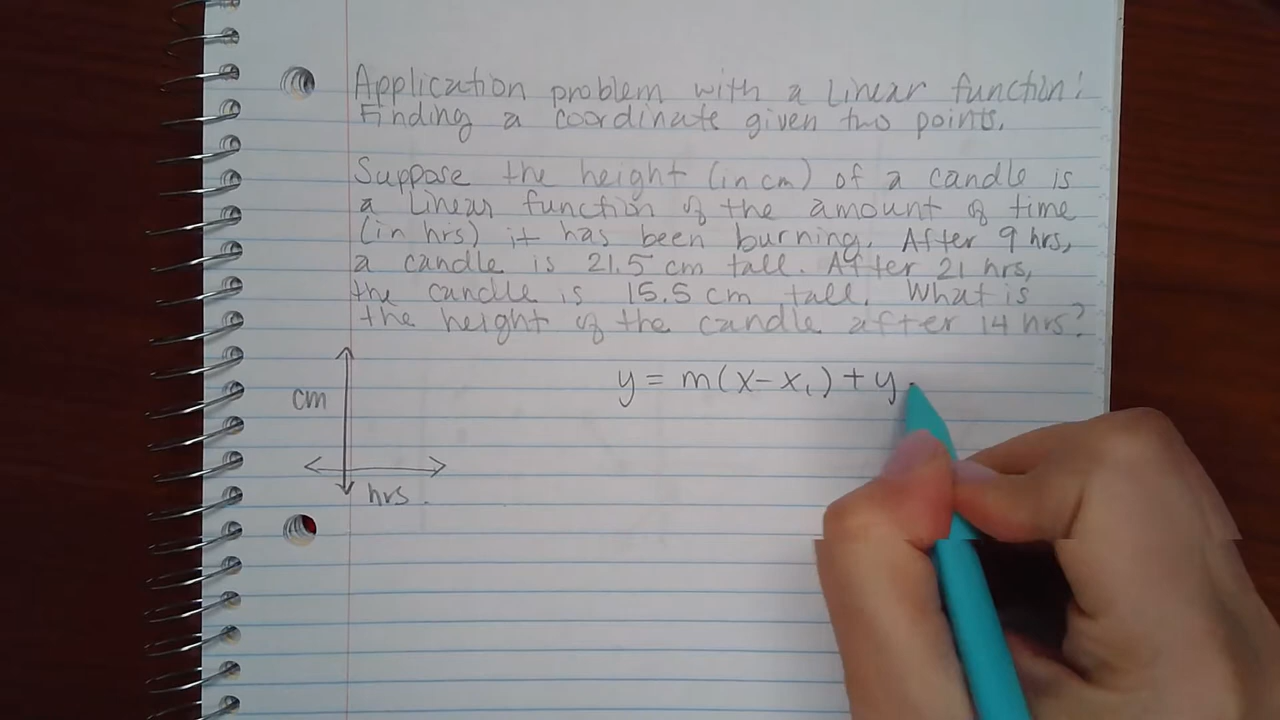 Application problem with a linear function:
Finding a coordinate given two points.
Suppose the height (in cm) of a candle is
a linear function of the amount of time
(in hrs) it has been burning. After 9 hrs,
a candle is 21.5 cm tall. After 21 hrs,
the candle is 15.5 cm tall. What is
the height of the candle after 14 hrs?
y = m(x-x₁)+y
cm
hrs.